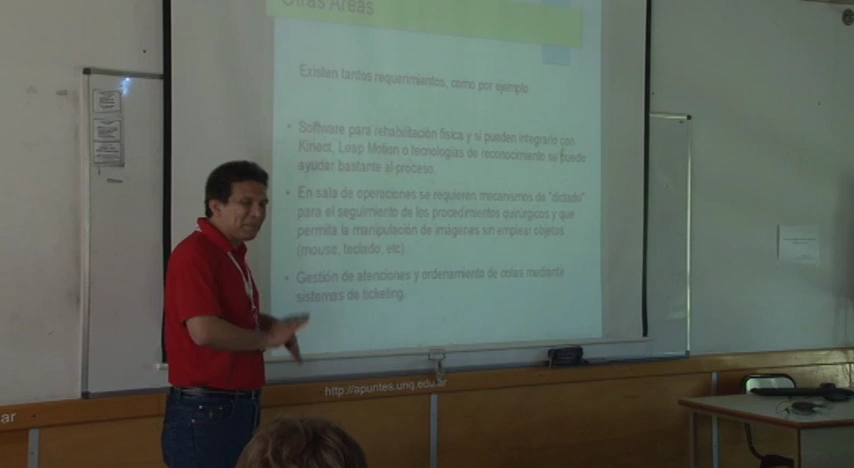 Otras Áreas
Existen tantos requerimientos, como por ejemplo:
• Software para rehabilitación física y si pueden integrarlo con
Kinect, Leap Motion o tecnologías de reconocimiento se puede
ayudar bastante al proceso.
• En sala de operaciones se requieren mecanismos de "dictado"
para el seguimiento de los procedimientos quirúrgicos y que
permita la manipulación de imágenes sin emplear objetos
(mouse, teclado, etc)
• Gestión de atenciones y ordenamiento de colas mediante
sistemas de ticketing.
http://apuntes.unq.edu.ar
ar